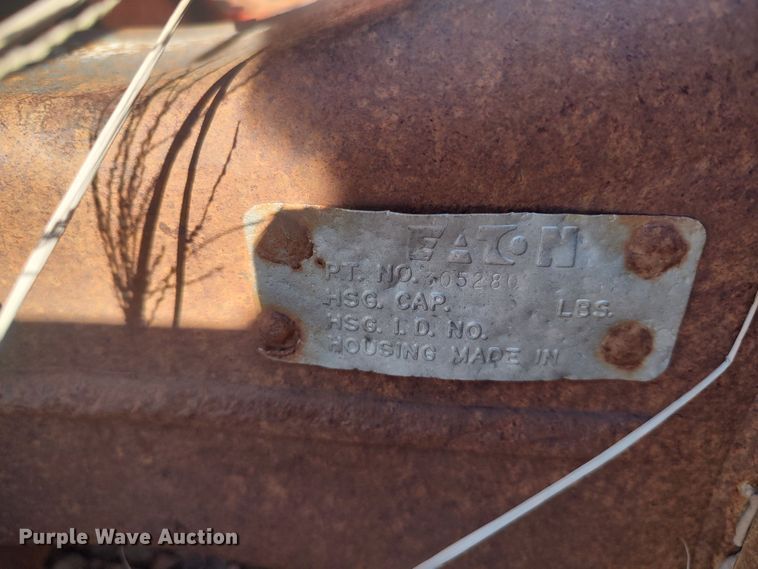 EATON
PT. NO.
HSG. CAP. LBS.
HSG. I.D. NO.
HOUSING MADE IN
Purple Wave Auction